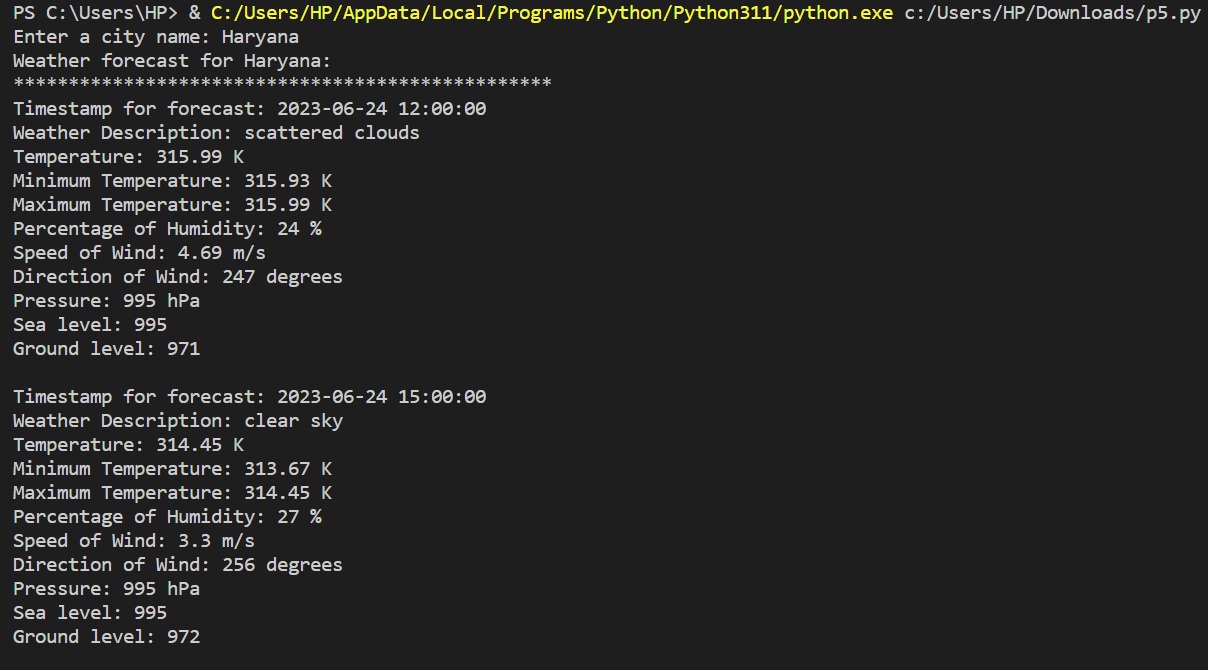 PS C:\Users\HP> & C:/Users/HP/AppData/Local/Programs/Python/Python311/python.exe c:/Users/HP/Downloads/p5.py
Enter a city name: Haryana
Weather forecast for Haryana:
*************************************************
Timestamp for forecast: 2023-06-24 12:00:00
Weather Description: scattered clouds
Temperature: 315.99 K
Minimum Temperature: 315.93 K
Maximum Temperature: 315.99 K
Percentage of Humidity: 24 %
Speed of Wind: 4.69 m/s
Direction of Wind: 247 degrees
Pressure: 995 hPa
Sea level: 995
Ground level: 971

Timestamp for forecast: 2023-06-24 15:00:00
Weather Description: clear sky
Temperature: 314.45 K
Minimum Temperature: 313.67 K
Maximum Temperature: 314.45 K
Percentage of Humidity: 27 %
Speed of Wind: 3.3 m/s
Direction of Wind: 256 degrees
Pressure: 995 hPa
Sea level: 995
Ground level: 972